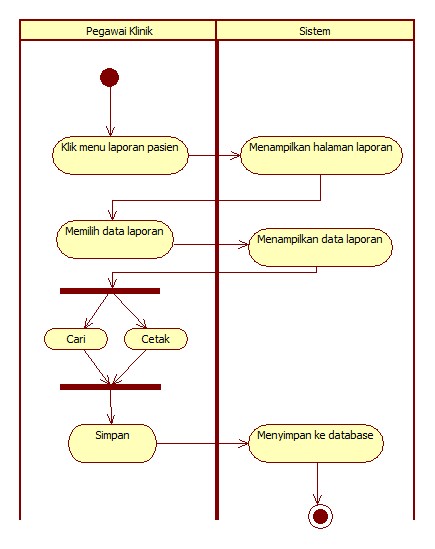 Pegawai Klinik
Sistem
Klik menu laporan pasien
Menampilkan halaman laporan
Memilih data laporan
Menampilkan data laporan
Cari
Cetak
Simpan
Menyimpan ke database